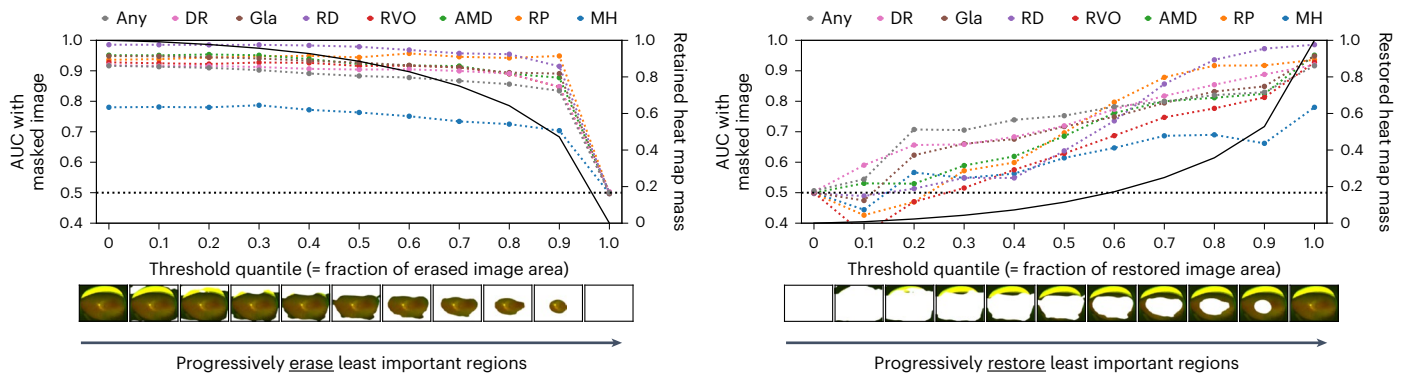 Any DR Gla RD RVO AMD RP MH
1.0
0.9
0.8
0.7
0.6
0.5
0.4
AUC with
masked image
1.0
0.8
0.6
0.4
0.2
0
Retained heat map mass
0 0.1 0.2 0.3 0.4 0.5 0.6 0.7 0.8 0.9 1.0
Threshold quantile (= fraction of erased image area)
Progressively erase least important regions
Any DR Gla RD RVO AMD RP MH
1.0
0.9
0.8
0.7
0.6
0.5
0.4
AUC with
masked image
1.0
0.8
0.6
0.4
0.2
0
Restored heat map mass
0 0.1 0.2 0.3 0.4 0.5 0.6 0.7 0.8 0.9 1.0
Threshold quantile (= fraction of restored image area)
Progressively restore least important regions